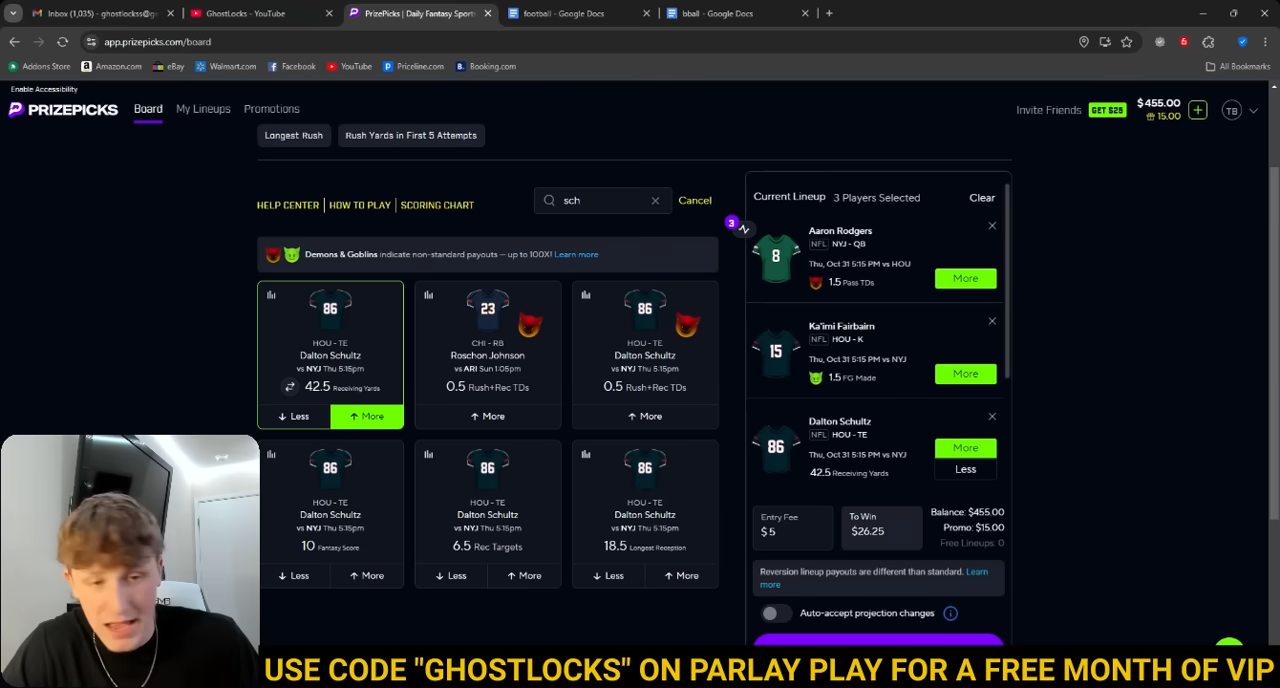 Inbox (1,035) - ghostlockss@g
GhostLocks - YouTube
PrizePicks | Daily Fantasy Sports
football - Google Docs
bball - Google Docs
app.prizepicks.com/board
Addons Store
Amazon.com
eBay
Walmart.com
Facebook
YouTube
Priceline.com
Booking.com
All Bookmarks
Enable Accessibility
PRIZEPICKS
Board
My Lineups
Promotions
Invite Friends
GET $25
$455.00
15.00
TB
Longest Rush
Rush Yards in First 5 Attempts
HELP CENTER | HOW TO PLAY | SCORING CHART
sch
Cancel
Demons & Goblins indicate non-standard payouts — up to 100X! Learn more
86
HOU - TE
Dalton Schultz
vs NYJ Thu 5:15pm
42.5 Receiving Yards
Less
More
23
CHI - RB
Roschon Johnson
vs ARI Sun 1:05pm
0.5 Rush+Rec TDs
More
86
HOU - TE
Dalton Schultz
vs NYJ Thu 5:15pm
0.5 Rush+Rec TDs
More
86
HOU - TE
Dalton Schultz
vs NYJ Thu 5:15pm
10 Fantasy Score
Less
More
86
HOU - TE
Dalton Schultz
vs NYJ Thu 5:15pm
6.5 Rec Targets
Less
More
86
HOU - TE
Dalton Schultz
vs NYJ Thu 5:15pm
18.5 Longest Reception
Less
More
3
Current Lineup 3 Players Selected
Clear
8
Aaron Rodgers
NFL NYJ - QB
Thu, Oct 31 5:15 PM vs HOU
1.5 Pass TDs
More
15
Ka'imi Fairbairn
NFL HOU - K
Thu, Oct 31 5:15 PM vs NYJ
1.5 FG Made
More
86
Dalton Schultz
NFL HOU - TE
Thu, Oct 31 5:15 PM vs NYJ
42.5 Receiving Yards
More
Less
Entry Fee
$ 5
To Win
$26.25
Balance: $455.00
Promo: $15.00
Free Lineups: 0
Reversion lineup payouts are different than standard. Learn
more
Auto-accept projection changes
USE CODE "GHOSTLOCKS" ON PARLAY PLAY FOR A FREE MONTH OF VIP